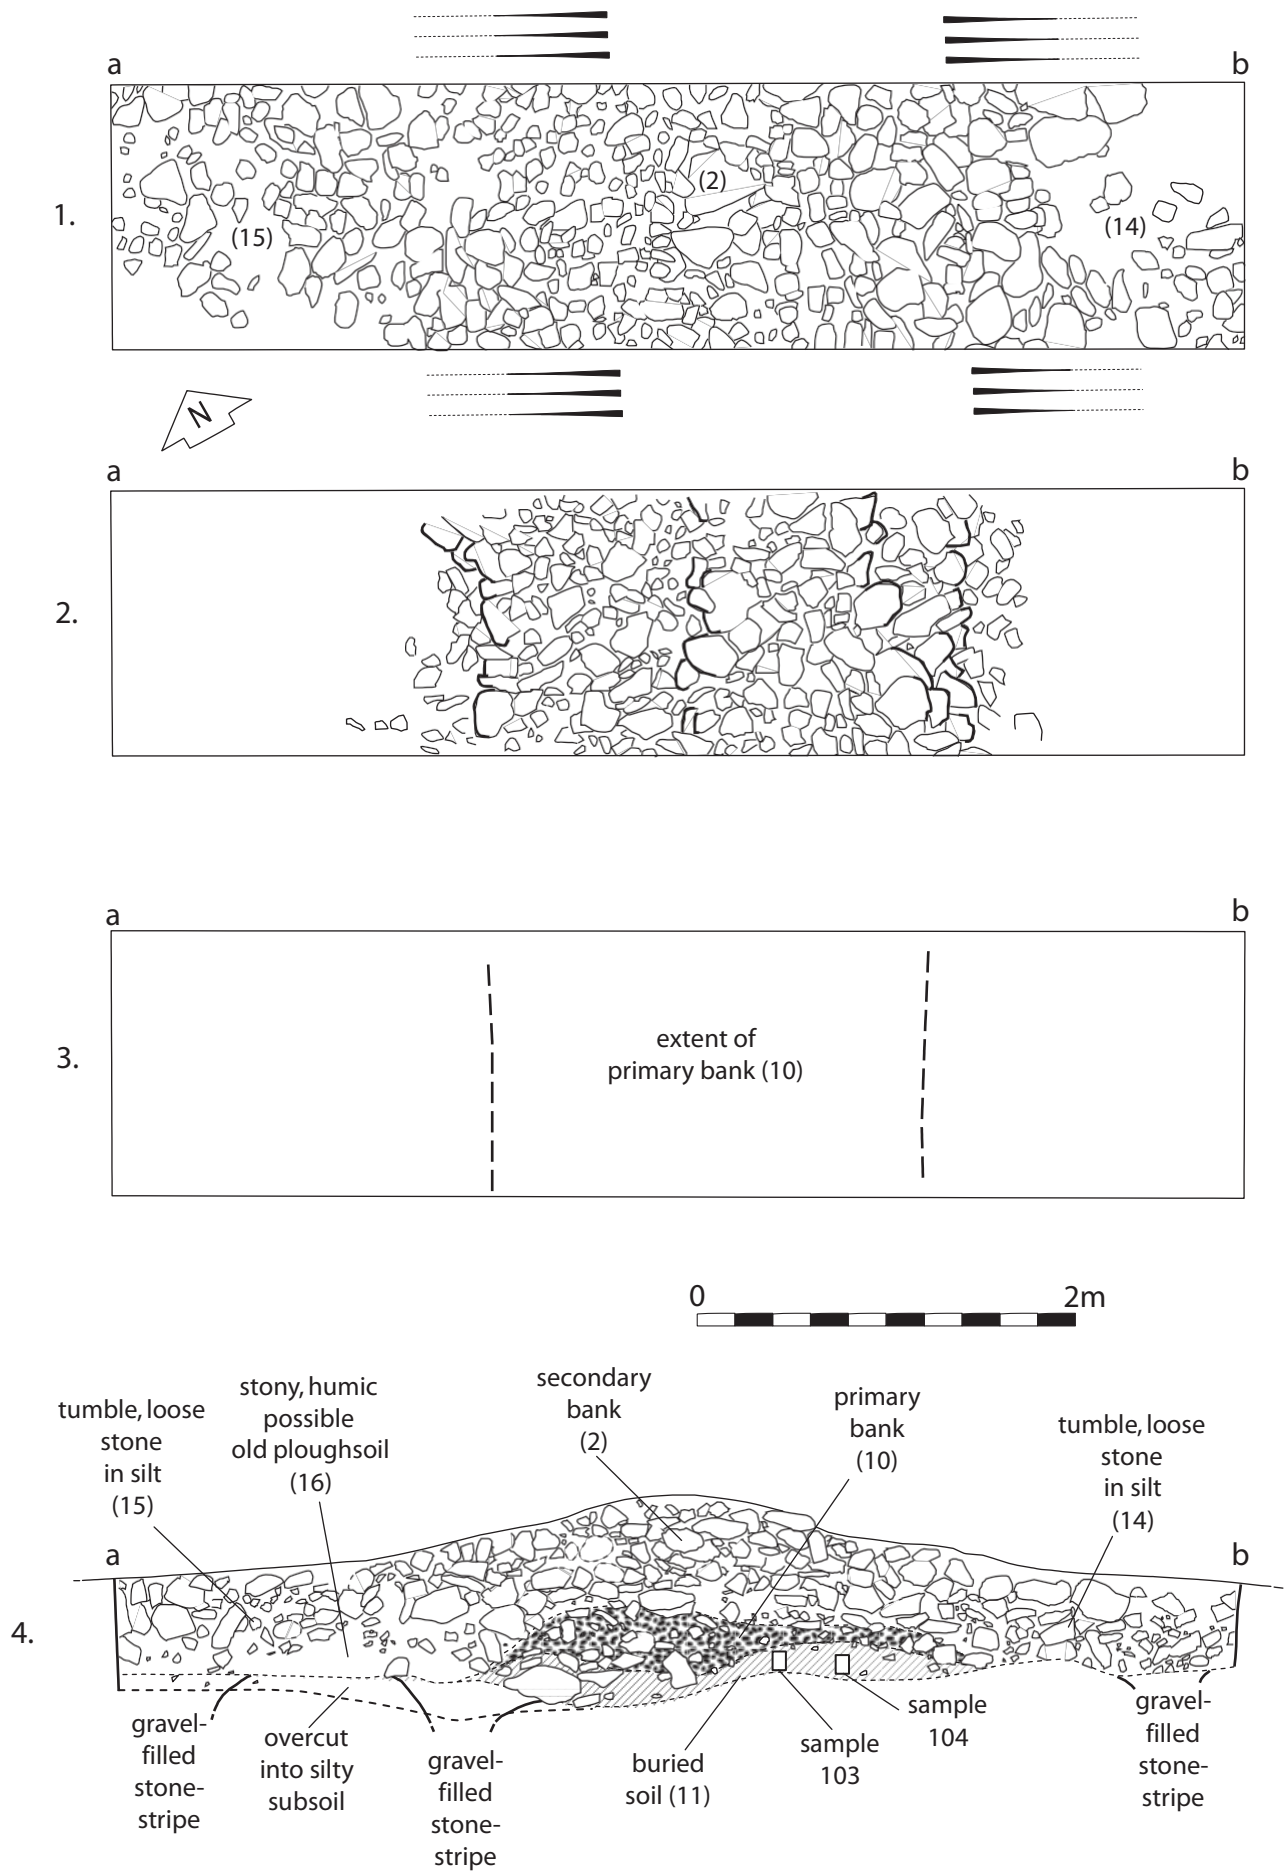 a
b
1.
(2)
(15)
(14)
N
a
b
2.
a
b
3.
extent of
primary bank (10)
0
2m
tumble, loose
stone
in silt
(15)
stony, humic
possible
old ploughsoil
(16)
secondary
bank
(2)
primary
bank
(10)
tumble, loose
stone
in silt
(14)
a
b
4.
gravel-
filled
stone-
stripe
overcut
into silty
subsoil
gravel-
filled
stone-
stripe
buried
soil (11)
sample
103
sample
104
gravel-
filled
stone-
stripe